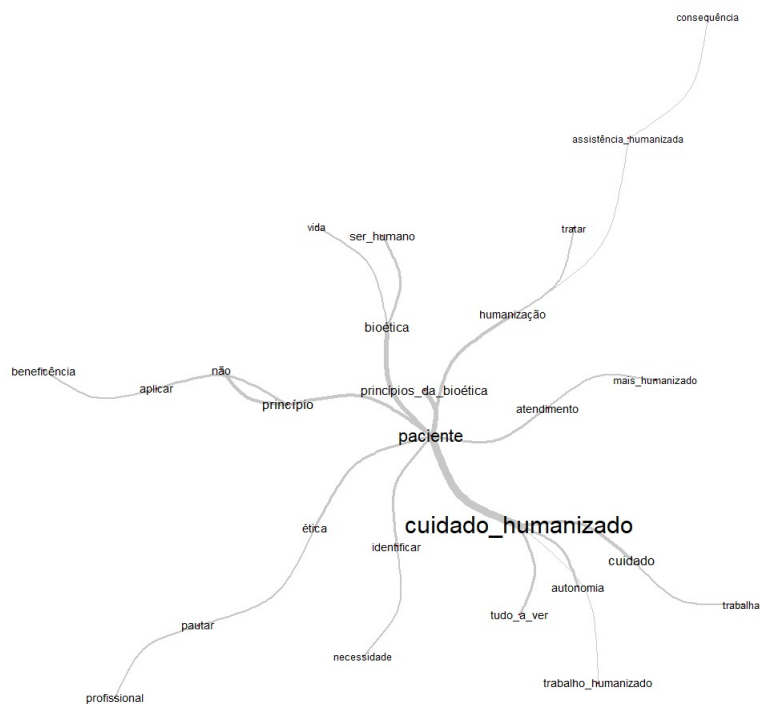 consequência
assistência_humanizada
vida
ser_humano
tratar
humanização
bioética
beneficência
não
aplicar
princípio
princípios_da_bioética
mais_humanizado
atendimento
paciente
cuidado_humanizado
ética
identificar
cuidado
autonomia
trabalha
tudo_a_ver
pautar
necessidade
trabalho_humanizado
profissional